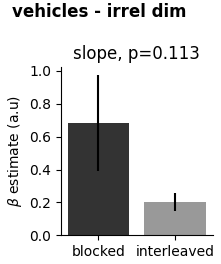 vehicles - irrel dim
slope, p=0.113
1.0
0.8
0.6
0.4
0.2
0.0
β estimate (a.u)
blocked interleaved